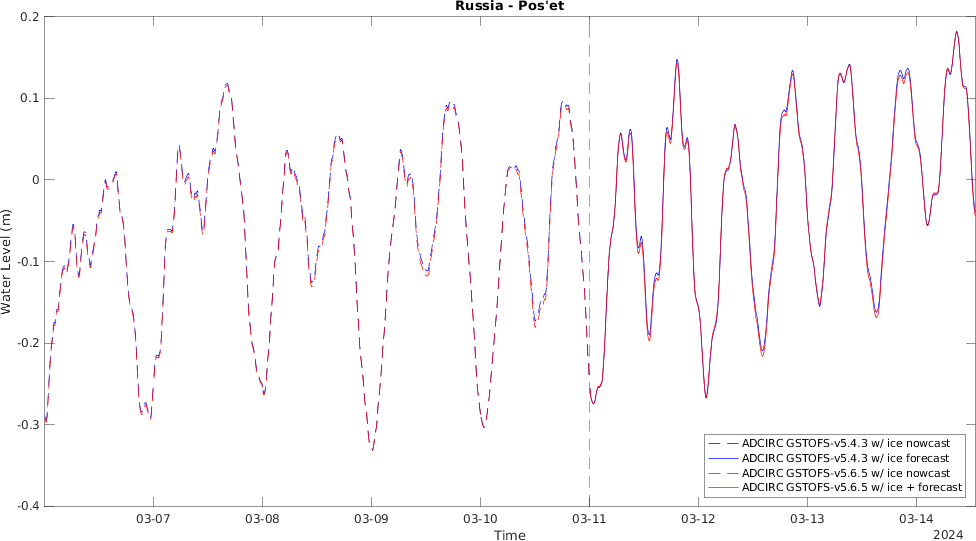 Russia - Pos'et
0.2
0.1
0
-0.1
-0.2
-0.3
-0.4
Water Level (m)
ADCIRC GSTOFS-v5.4.3 w/ ice nowcast
ADCIRC GSTOFS-v5.4.3 w/ ice forecast
ADCIRC GSTOFS-v5.6.5 w/ ice nowcast
ADCIRC GSTOFS-v5.6.5 w/ ice + forecast
03-07 03-08 03-09 03-10 03-11 03-12 03-13 03-14
Time
2024